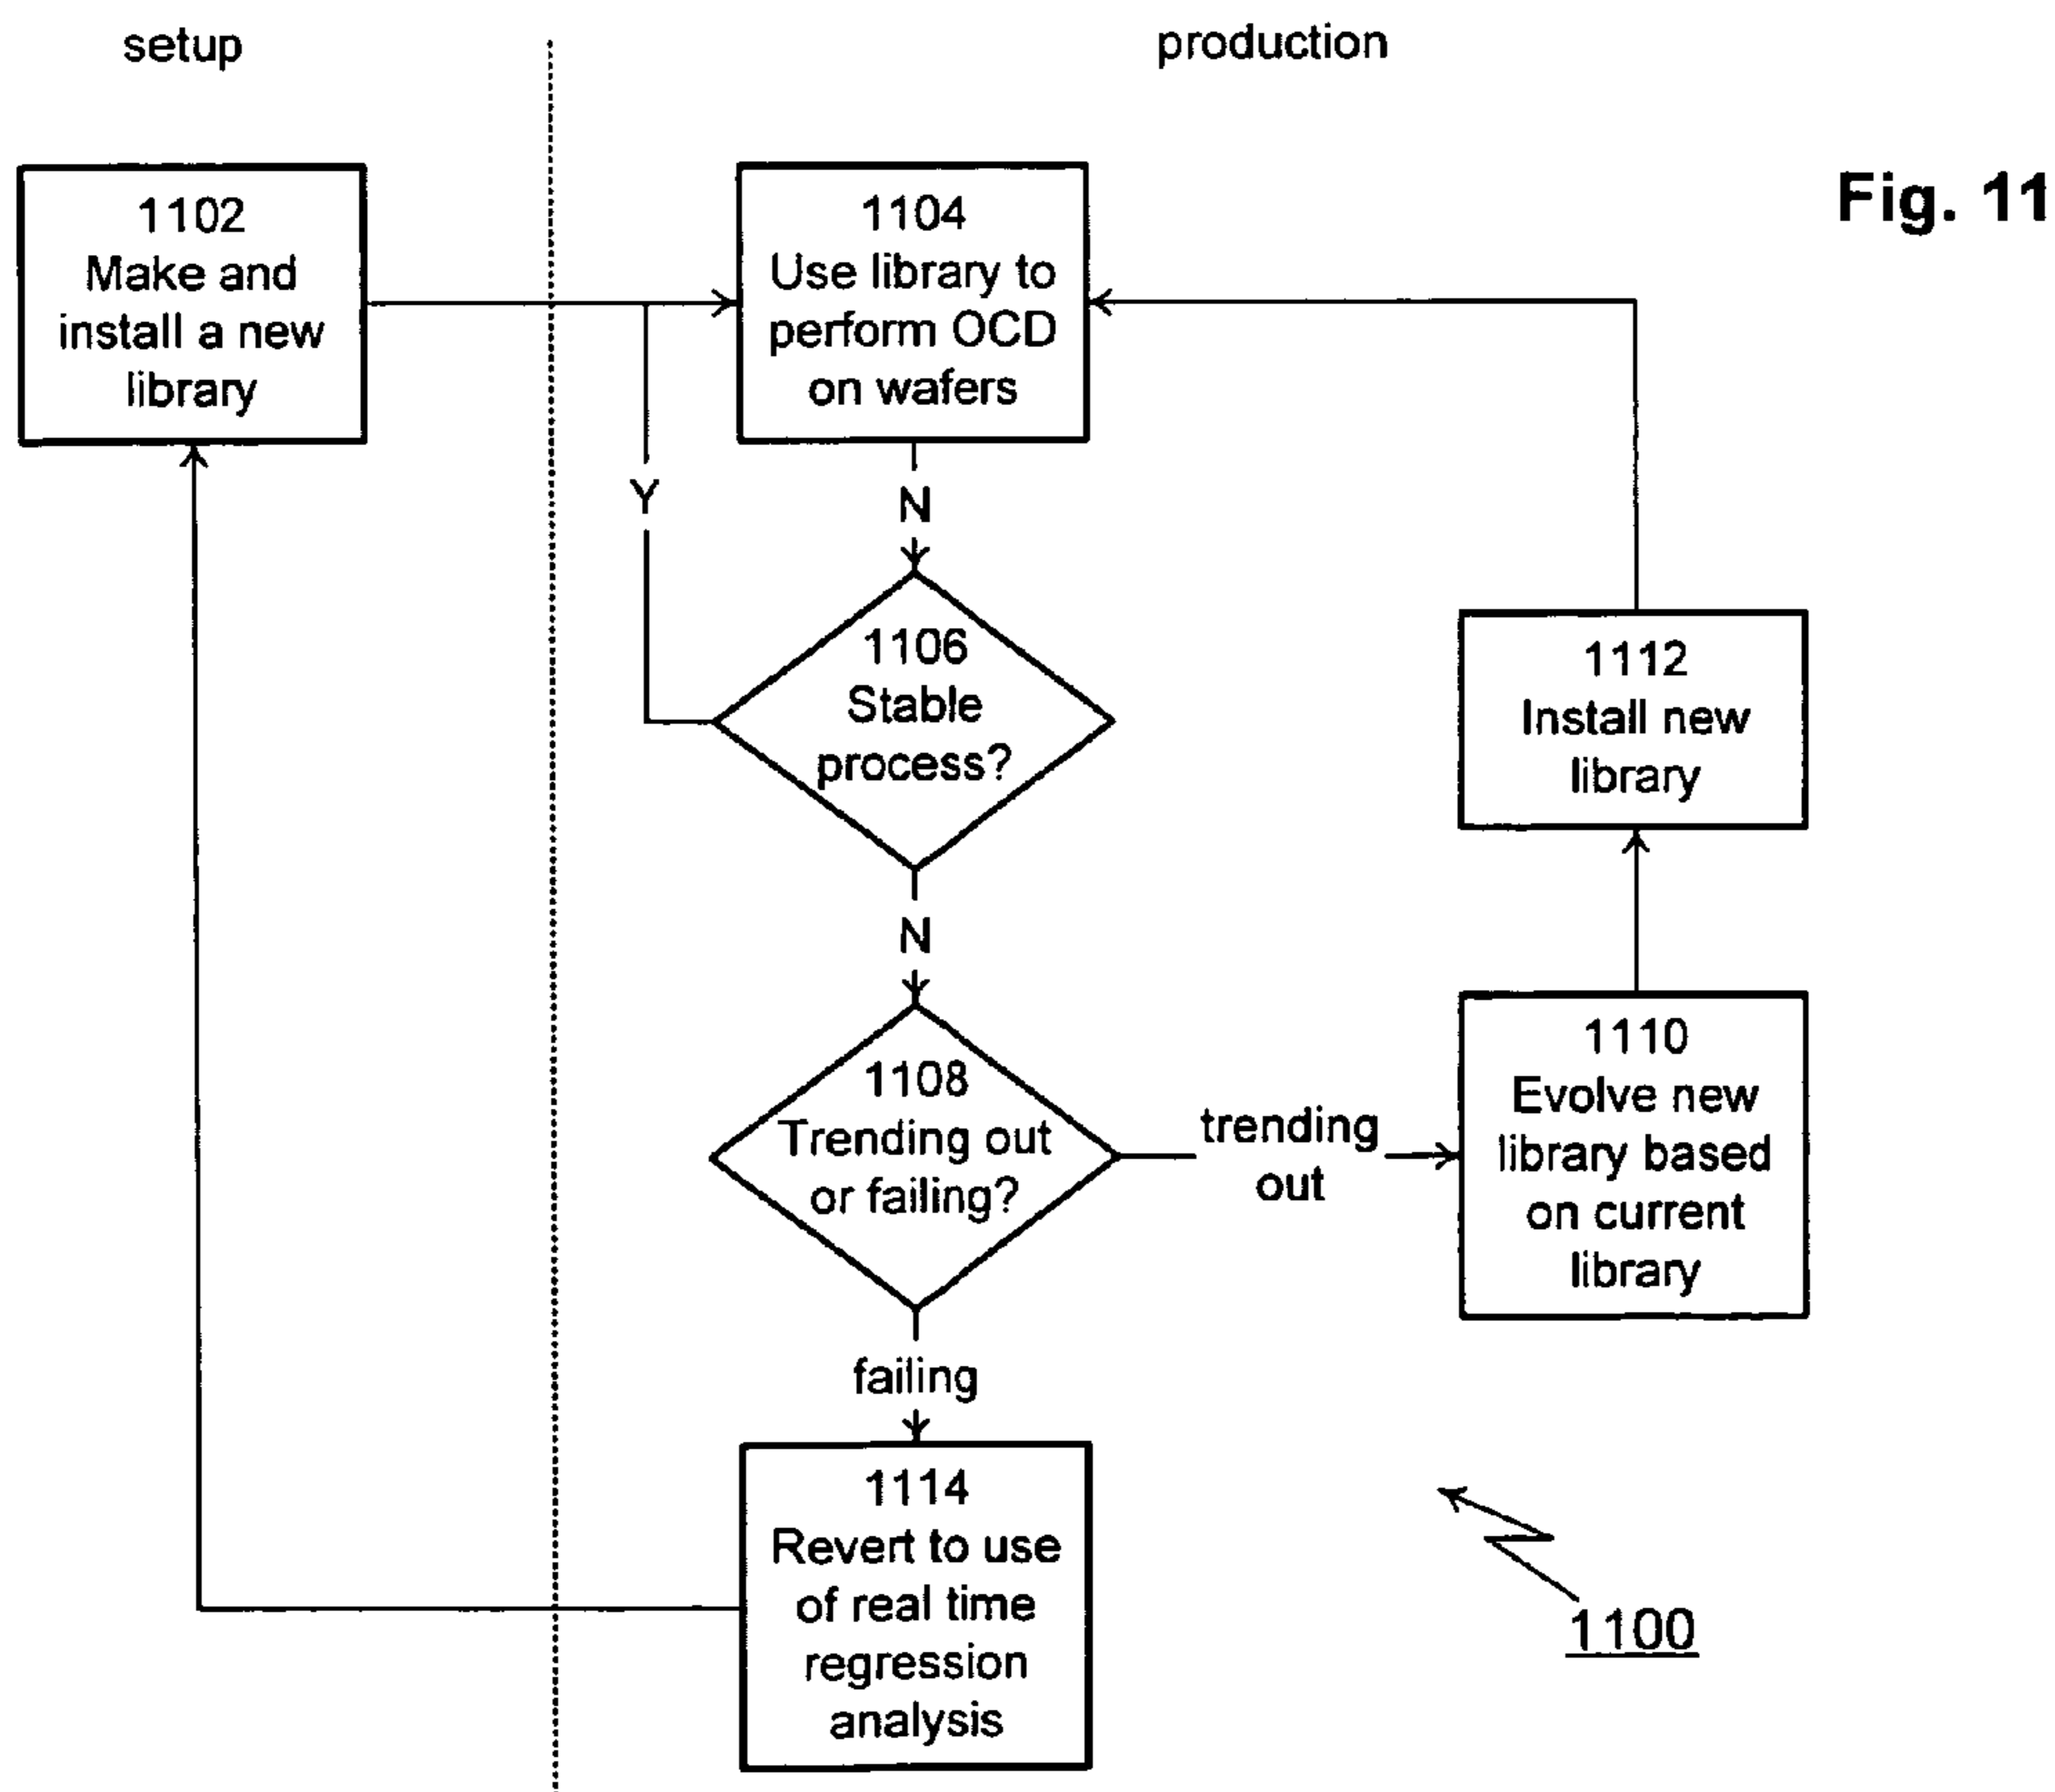 setup
production
Fig. 11
1102
Make and
install a new
library
1104
Use library to
perform OCD
on wafers
Y
N
1106
Stable
process?
N
1108
Trending out
or failing?
trending
out
failing
1110
Evolve new
library based
on current
library
1112
Install new
library
1114
Revert to use
of real time
regression
analysis
1100